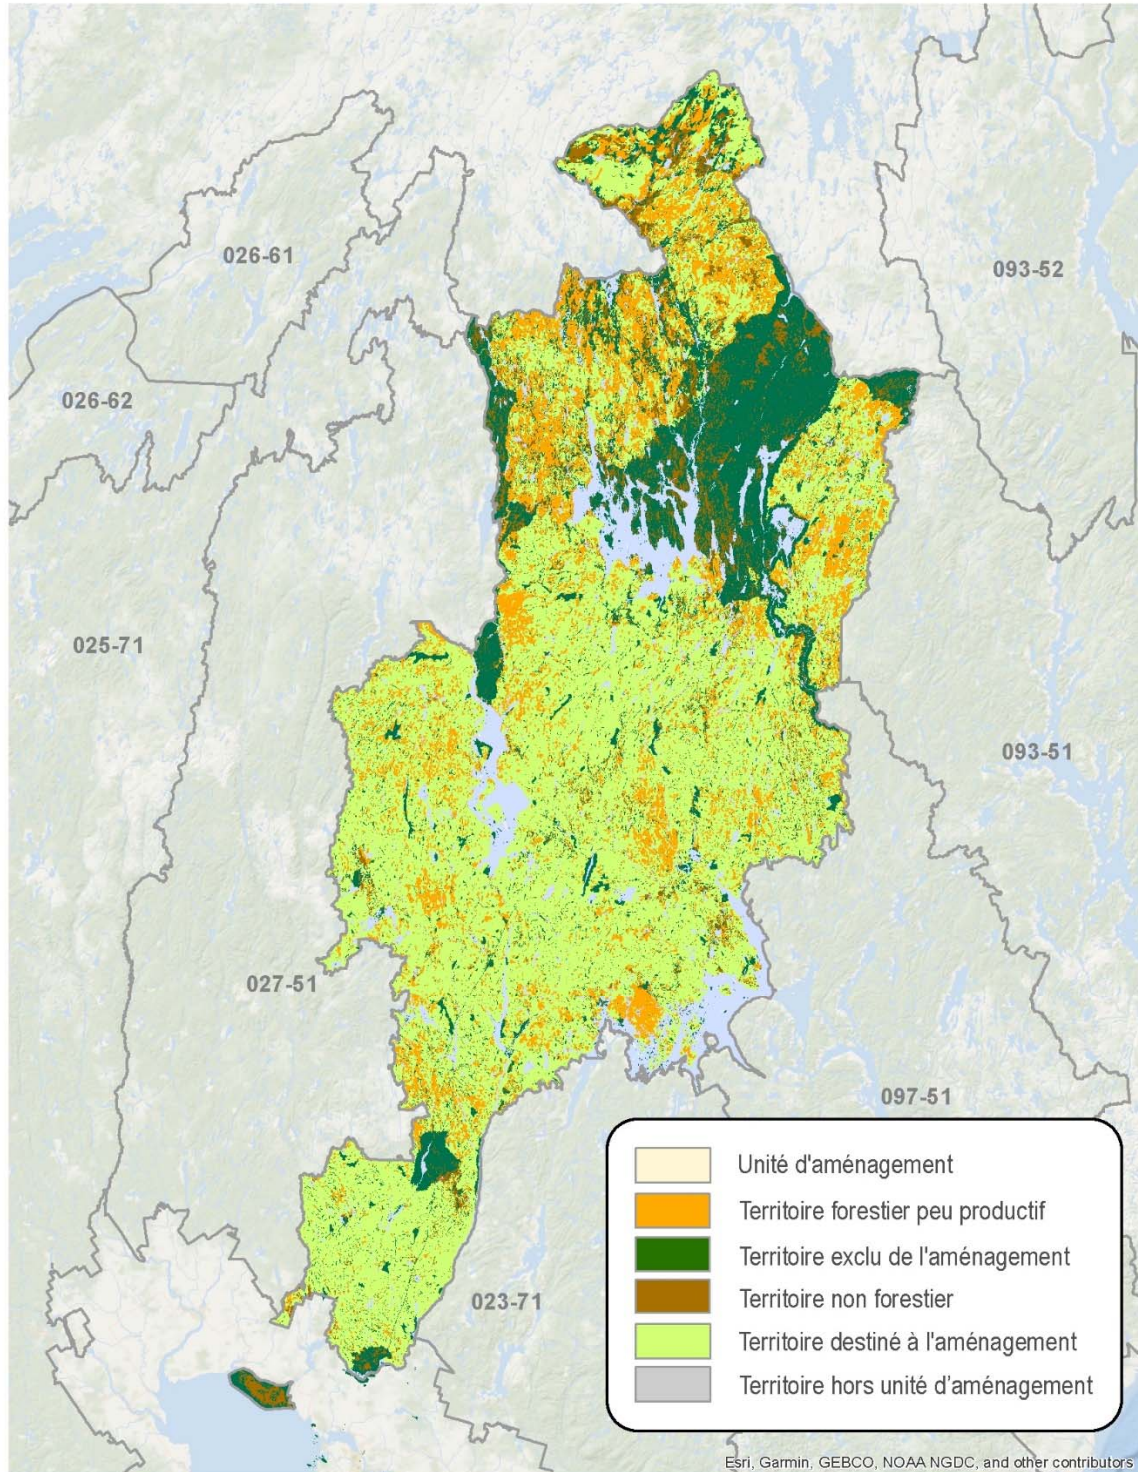 026-61
093-52
026-62
025-71
093-51
027-51
097-51
Unité d'aménagement
Territoire forestier peu productif
Territoire exclu de l'aménagement
Territoire non forestier
023-71
Territoire destiné à l'aménagement
Territoire hors unité d'aménagement
Esri, Garmin, GEBCO, NOAA NGDC, and other contributors